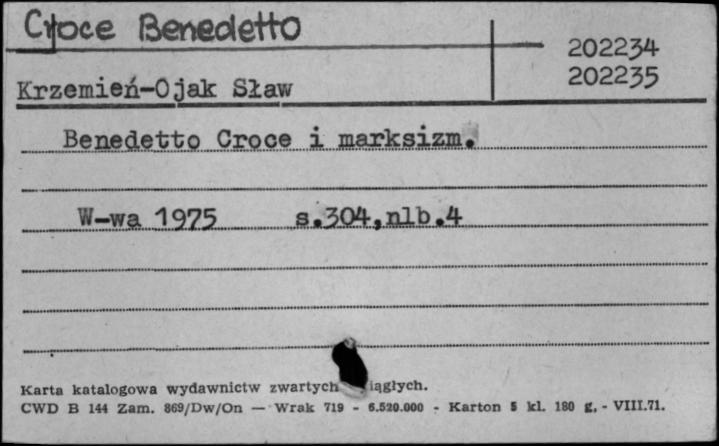 Croce Benedetto
202234
202235
Krzemień-Ojak Sław
Benedetto Croce i marksizm.
W-wa 1975 s.304,nlb.4
Karta katalogowa wydawnictw zwartych iągłych.
CWD B 144 Zam. 869/Dw/On — Wrak 719 - 6.520.000 - Karton 5 kl. 180 g, - VIII.71.